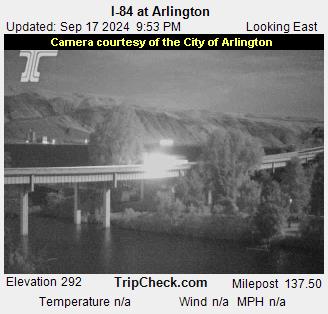 I-84 at Arlington
Updated: Sep 17 2024 9:53 PM Looking East
Camera courtesy of the City of Arlington
Elevation 292 TripCheck.com Milepost 137.50
Temperature n/a Wind n/a MPH n/a